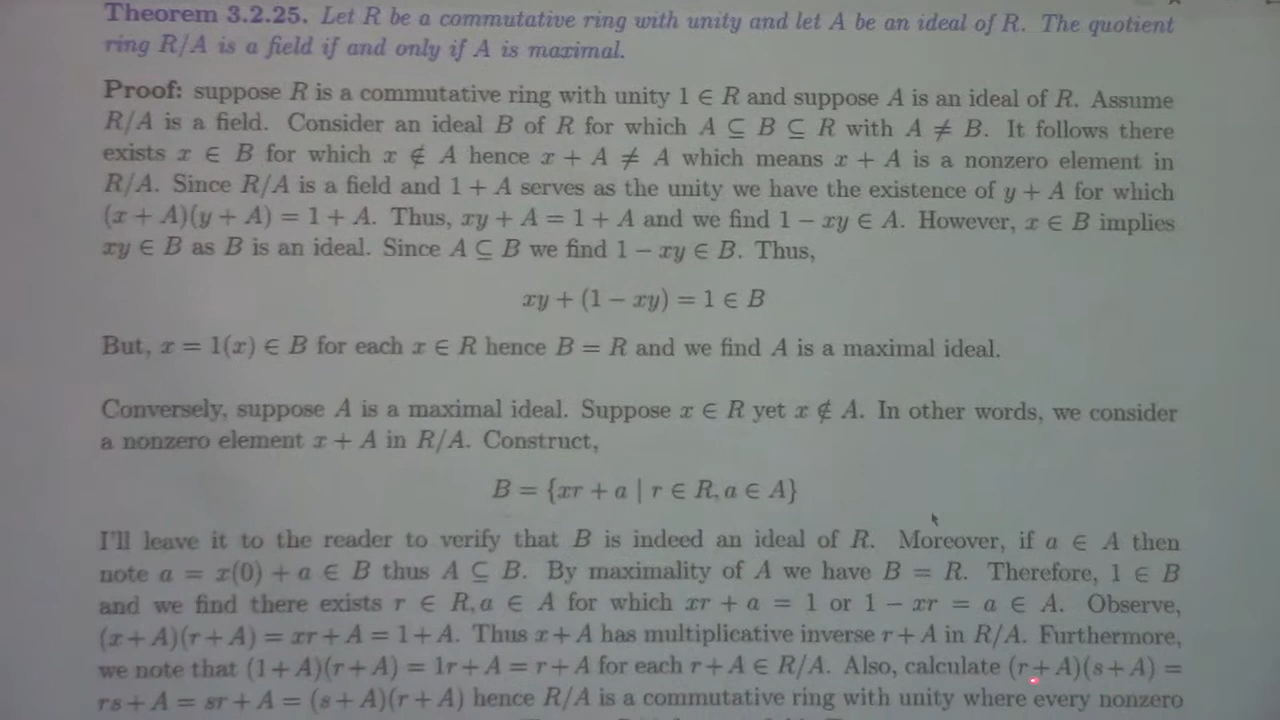 Theorem 3.2.25. Let R be a commutative ring with unity and let A be an ideal of R. The quotient
ring R/A is a field if and only if A is maximal.
Proof: suppose R is a commutative ring with unity 1 ∈ R and suppose A is an ideal of R. Assume
R/A is a field. Consider an ideal B of R for which A ⊆ B ⊆ R with A ≠ B. It follows there
exists x ∈ B for which x ∉ A hence x + A ≠ A which means x + A is a nonzero element in
R/A. Since R/A is a field and 1 + A serves as the unity we have the existence of y + A for which
(x + A)(y + A) = 1 + A. Thus, xy + A = 1 + A and we find 1 − xy ∈ A. However, x ∈ B implies
xy ∈ B as B is an ideal. Since A ⊆ B we find 1 − xy ∈ B. Thus,
xy + (1 − xy) = 1 ∈ B
But, x = 1(x) ∈ B for each x ∈ R hence B = R and we find A is a maximal ideal.
Conversely, suppose A is a maximal ideal. Suppose x ∈ R yet x ∉ A. In other words, we consider
a nonzero element x + A in R/A. Construct,
B = {xr + a | r ∈ R, a ∈ A}
I'll leave it to the reader to verify that B is indeed an ideal of R. Moreover, if a ∈ A then
note a = x(0) + a ∈ B thus A ⊆ B. By maximality of A we have B = R. Therefore, 1 ∈ B
and we find there exists r ∈ R, a ∈ A for which xr + a = 1 or 1 − xr = a ∈ A. Observe,
(x + A)(r + A) = xr + A = 1 + A. Thus x + A has multiplicative inverse r + A in R/A. Furthermore,
we note that (1 + A)(r + A) = 1r + A = r + A for each r + A ∈ R/A. Also, calculate (r + A)(s + A) =
rs + A = sr + A = (s + A)(r + A) hence R/A is a commutative ring with unity where every nonzero